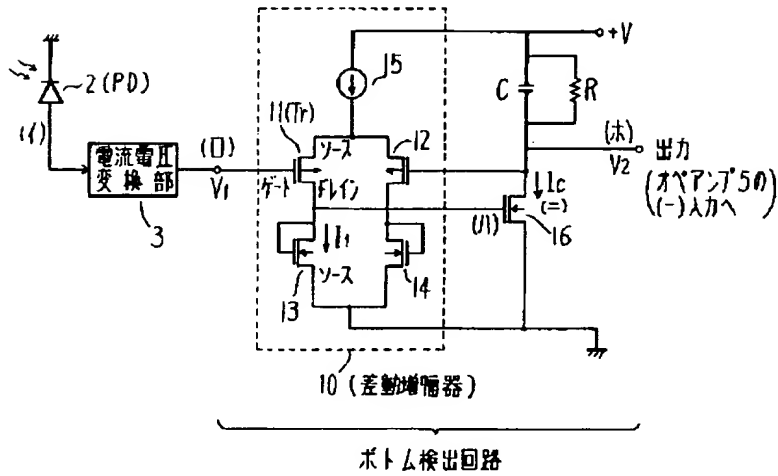 +V
15
C
R
2(PD)
(イ)
11(Tr)
12
ソース
(ロ)
V1
電流電圧
変換部
3
ゲート
ドレイン
(ホ)
V2
出力
(オペアンプ5の
(-)入力へ)
Ic
(ニ)
(ハ)
16
I1
ソース
13
14
10(差動増幅器)
ボトム検出回路